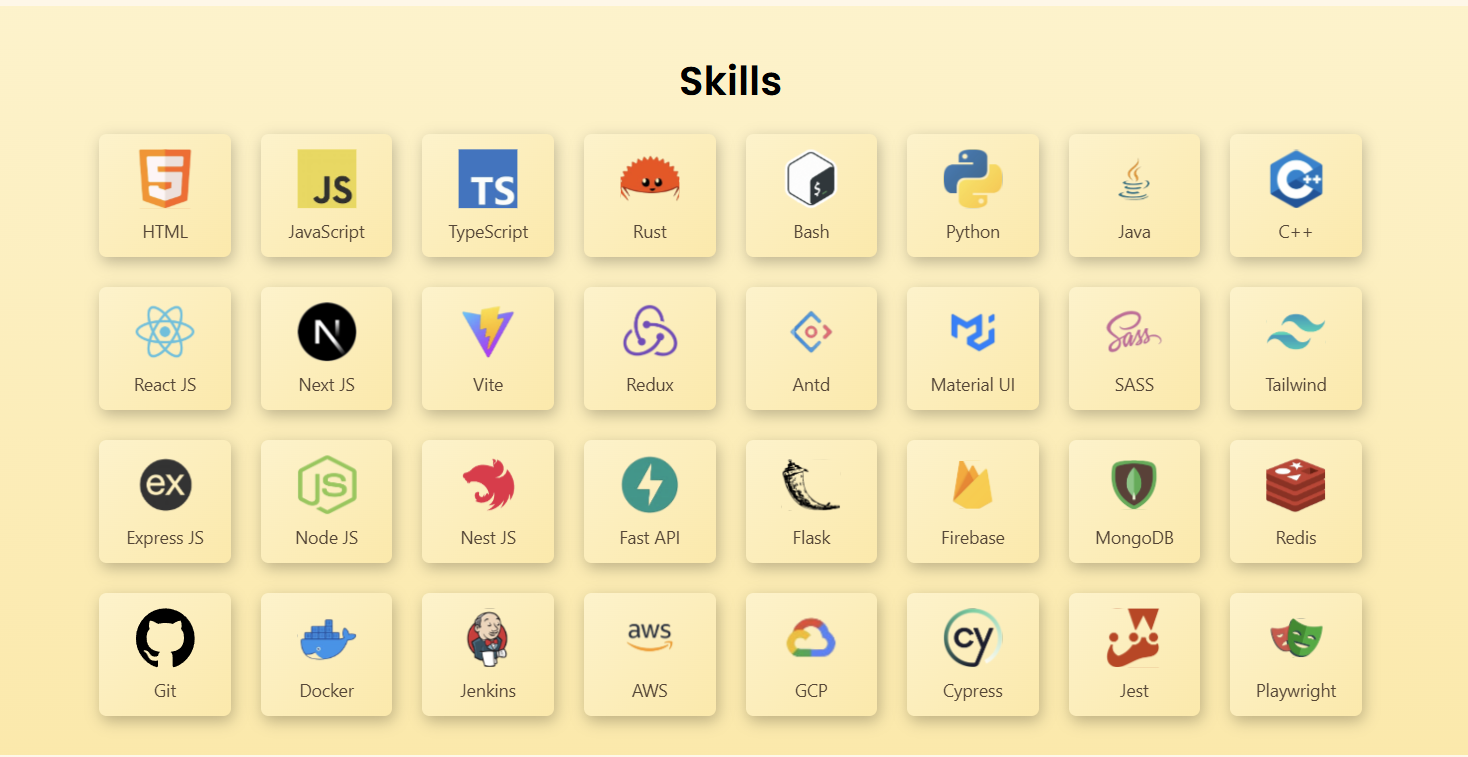 Skills
JS
TS
$_
HTML
JavaScript
TypeScript
Rust
Bash
Python
Java
C++
N
Sass
React JS
Next JS
Vite
Redux
Antd
Material UI
SASS
Tailwind
ex
JS
Express JS
Node JS
Nest JS
Fast API
Flask
Firebase
MongoDB
Redis
aws
cy
Git
Docker
Jenkins
AWS
GCP
Cypress
Jest
Playwright